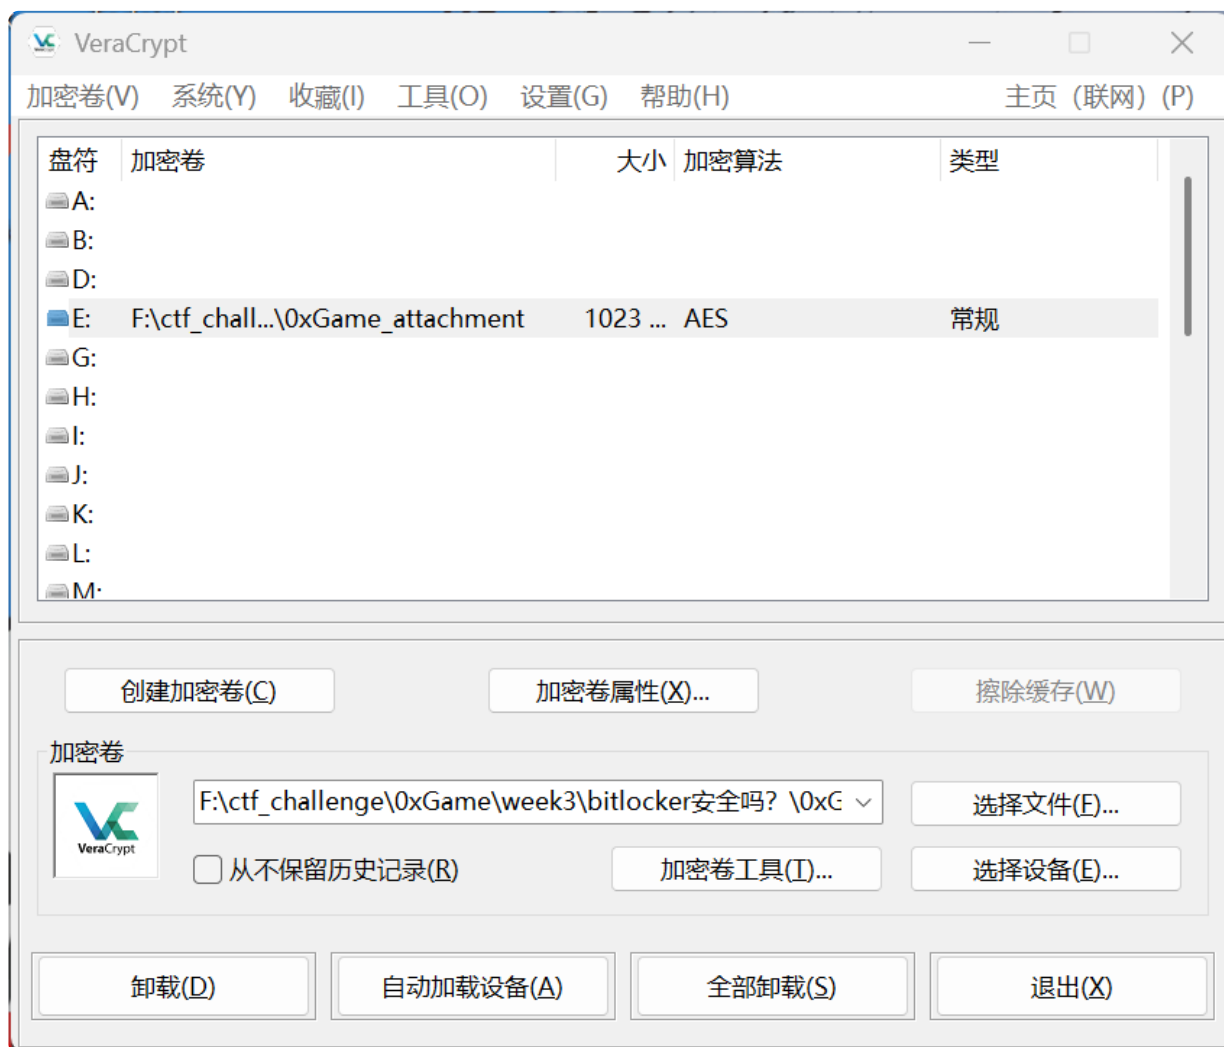 VeraCrypt
加密卷(V) 系统(Y) 收藏(I) 工具(O) 设置(G) 帮助(H) 主页（联网）(P)
盘符 加密卷 大小 加密算法 类型
A:
B:
D:
E: F:\ctf_chall...\0xGame_attachment 1023 ... AES 常规
G:
H:
I:
J:
K:
L:
M:
创建加密卷(C) 加密卷属性(X)... 擦除缓存(W)
加密卷
VeraCrypt
F:\ctf_challenge\0xGame\week3\bitlocker安全吗？\0xG 选择文件(F)...
从不保留历史记录(R) 加密卷工具(T)... 选择设备(E)...
卸载(D) 自动加载设备(A) 全部卸载(S) 退出(X)